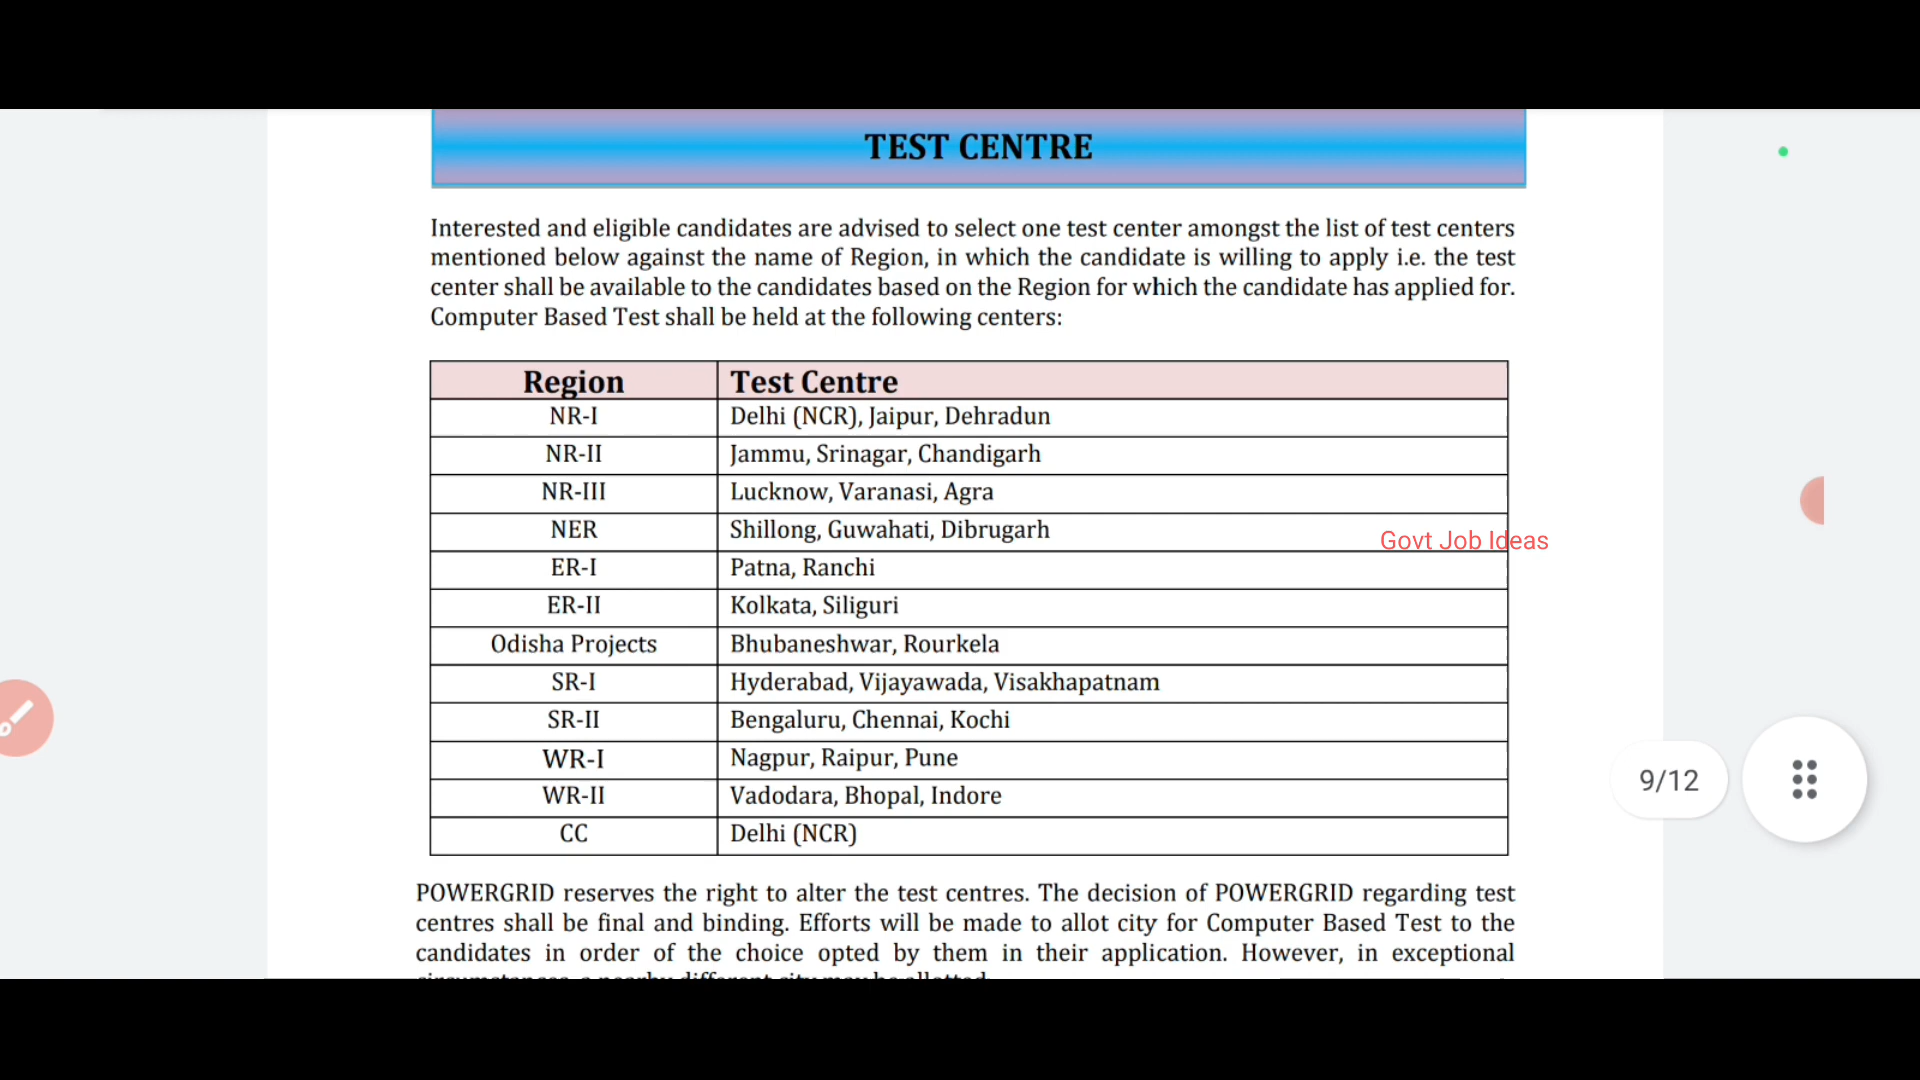 TEST CENTRE
Interested and eligible candidates are advised to select one test center amongst the list of test centers
mentioned below against the name of Region, in which the candidate is willing to apply i.e. the test
center shall be available to the candidates based on the Region for which the candidate has applied for.
Computer Based Test shall be held at the following centers:
Region Test Centre
NR-I Delhi (NCR), Jaipur, Dehradun
NR-II Jammu, Srinagar, Chandigarh
NR-III Lucknow, Varanasi, Agra
NER Shillong, Guwahati, Dibrugarh
Govt Job Ideas
ER-I Patna, Ranchi
ER-II Kolkata, Siliguri
Odisha Projects Bhubaneshwar, Rourkela
SR-I Hyderabad, Vijayawada, Visakhapatnam
SR-II Bengaluru, Chennai, Kochi
WR-I Nagpur, Raipur, Pune
WR-II Vadodara, Bhopal, Indore
9/12
CC Delhi (NCR)
POWERGRID reserves the right to alter the test centres. The decision of POWERGRID regarding test
centres shall be final and binding. Efforts will be made to allot city for Computer Based Test to the
candidates in order of the choice opted by them in their application. However, in exceptional
circumstances, a nearby different city may be allotted.